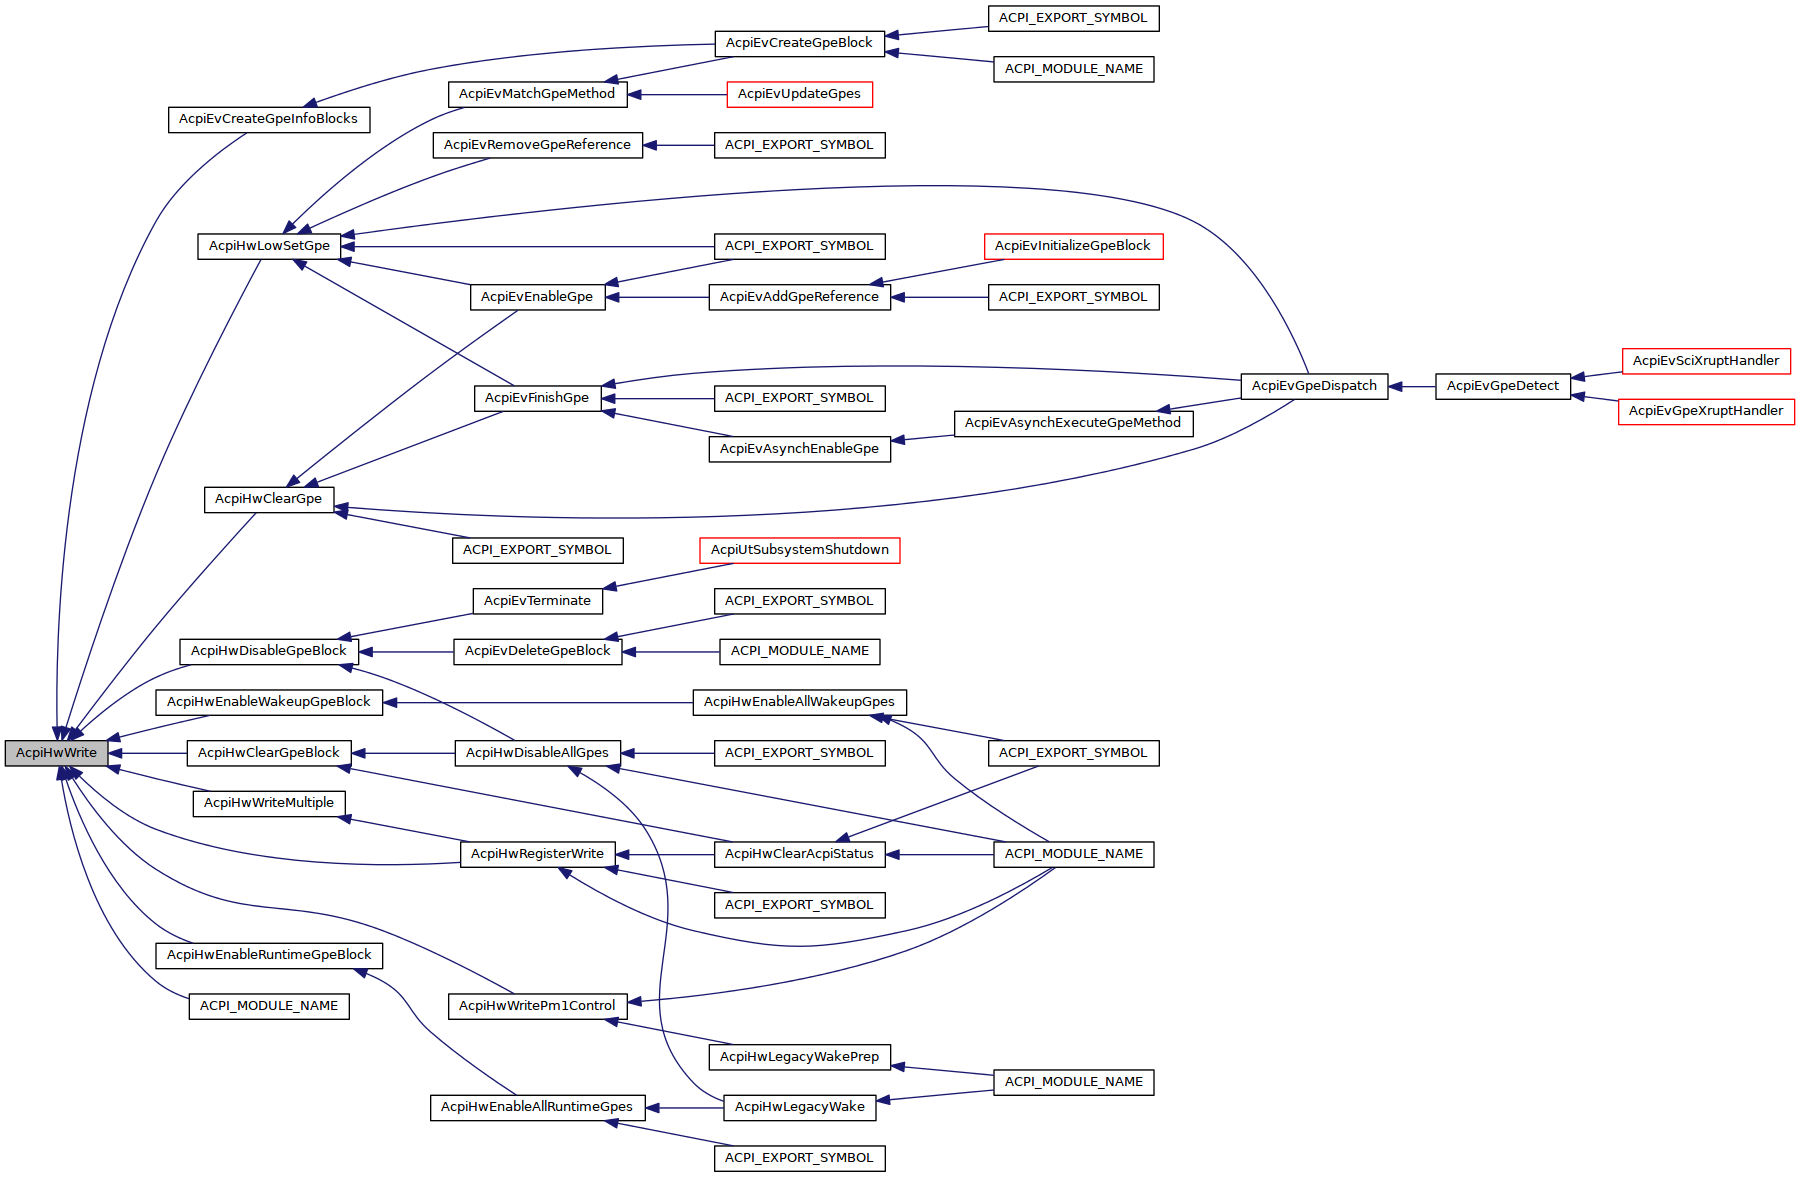 ACPI_EXPORT_SYMBOL
AcpiEvCreateGpeBlock
ACPI_MODULE_NAME
AcpiEvMatchGpeMethod
AcpiEvUpdateGpes
AcpiEvCreateGpeInfoBlocks
AcpiEvRemoveGpeReference
ACPI_EXPORT_SYMBOL
AcpiHwLowSetGpe
ACPI_EXPORT_SYMBOL
AcpiEvInitializeGpeBlock
AcpiEvEnableGpe
AcpiEvAddGpeReference
ACPI_EXPORT_SYMBOL
AcpiEvSciXruptHandler
AcpiEvGpeDispatch
AcpiEvGpeDetect
AcpiEvFinishGpe
ACPI_EXPORT_SYMBOL
AcpiEvGpeXruptHandler
AcpiEvAsynchExecuteGpeMethod
AcpiEvAsynchEnableGpe
AcpiHwClearGpe
ACPI_EXPORT_SYMBOL
AcpiUtSubsystemShutdown
AcpiEvTerminate
ACPI_EXPORT_SYMBOL
AcpiHwDisableGpeBlock
AcpiEvDeleteGpeBlock
ACPI_MODULE_NAME
AcpiHwEnableWakeupGpeBlock
AcpiHwEnableAllWakeupGpes
AcpiHwWrite
AcpiHwClearGpeBlock
AcpiHwDisableAllGpes
ACPI_EXPORT_SYMBOL
ACPI_EXPORT_SYMBOL
AcpiHwWriteMultiple
AcpiHwRegisterWrite
AcpiHwClearAcpiStatus
ACPI_MODULE_NAME
ACPI_EXPORT_SYMBOL
AcpiHwEnableRuntimeGpeBlock
ACPI_MODULE_NAME
AcpiHwWritePm1Control
AcpiHwLegacyWakePrep
ACPI_MODULE_NAME
AcpiHwEnableAllRuntimeGpes
AcpiHwLegacyWake
ACPI_EXPORT_SYMBOL